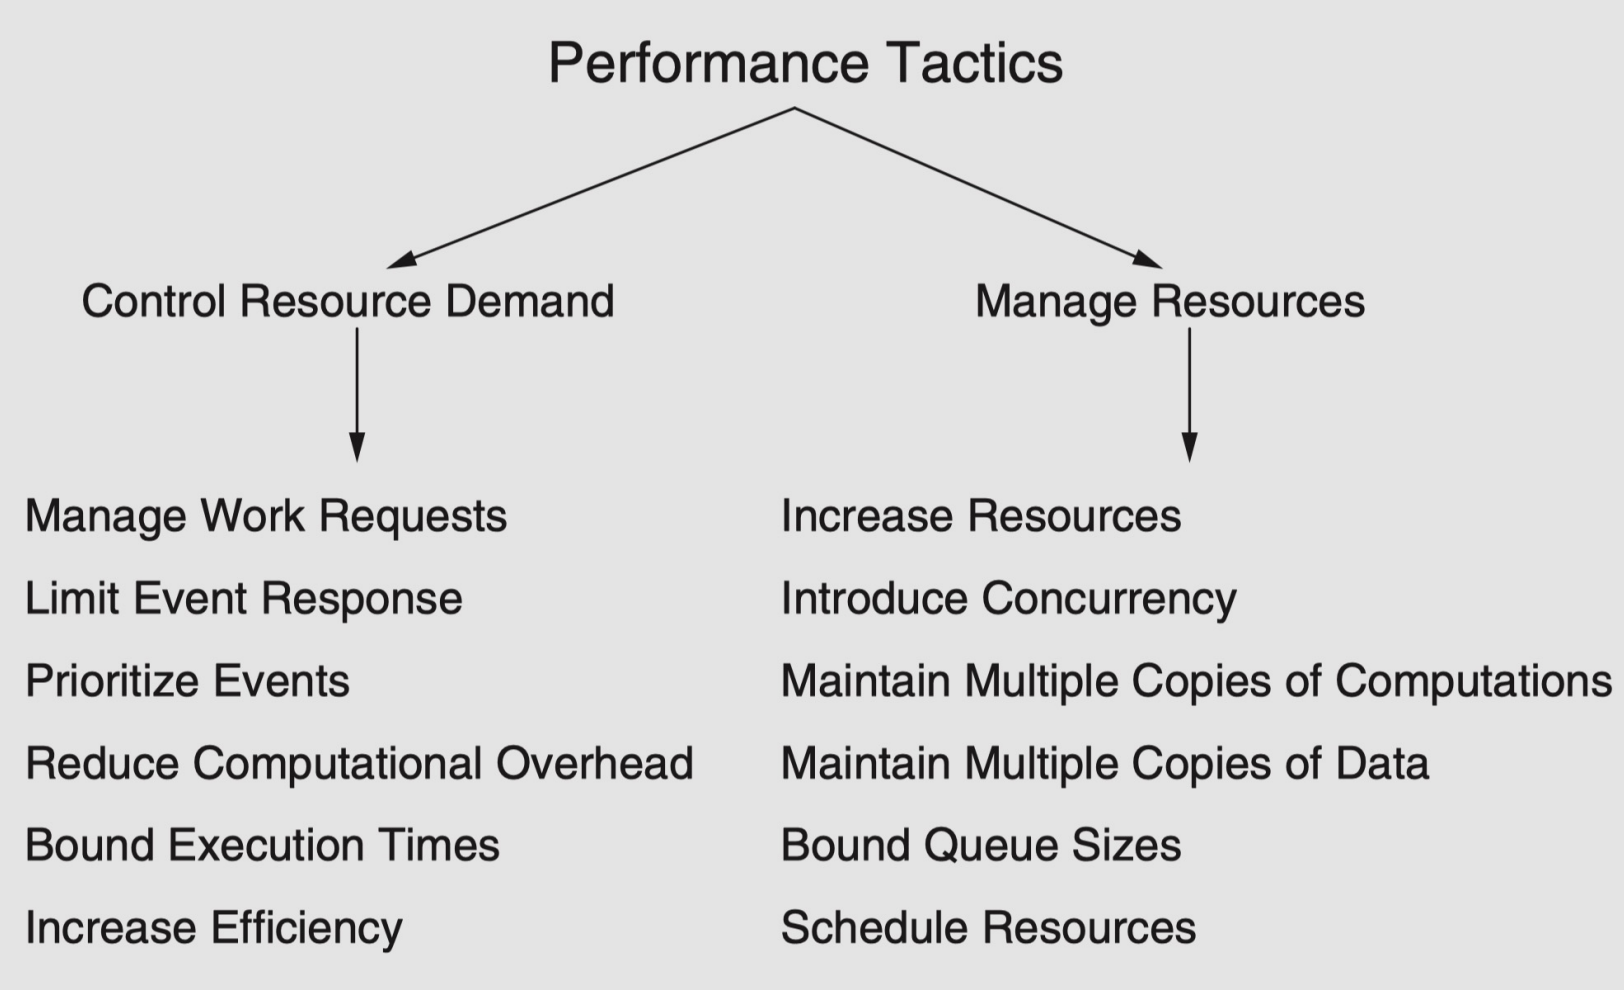 Performance Tactics
Control Resource Demand
Manage Work Requests
Limit Event Response
Prioritize Events
Reduce Computational Overhead
Bound Execution Times
Increase Efficiency
Manage Resources
Increase Resources
Introduce Concurrency
Maintain Multiple Copies of Computations
Maintain Multiple Copies of Data
Bound Queue Sizes
Schedule Resources